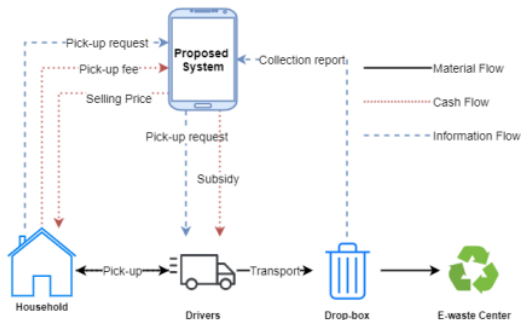 Pick-up request
Proposed
System
Pick-up fee
Collection report
Selling Price
Material Flow
Cash Flow
Information Flow
Pick-up request
Subsidy
Pick-up
Transport
Household
Drivers
Drop-box
E-waste Center